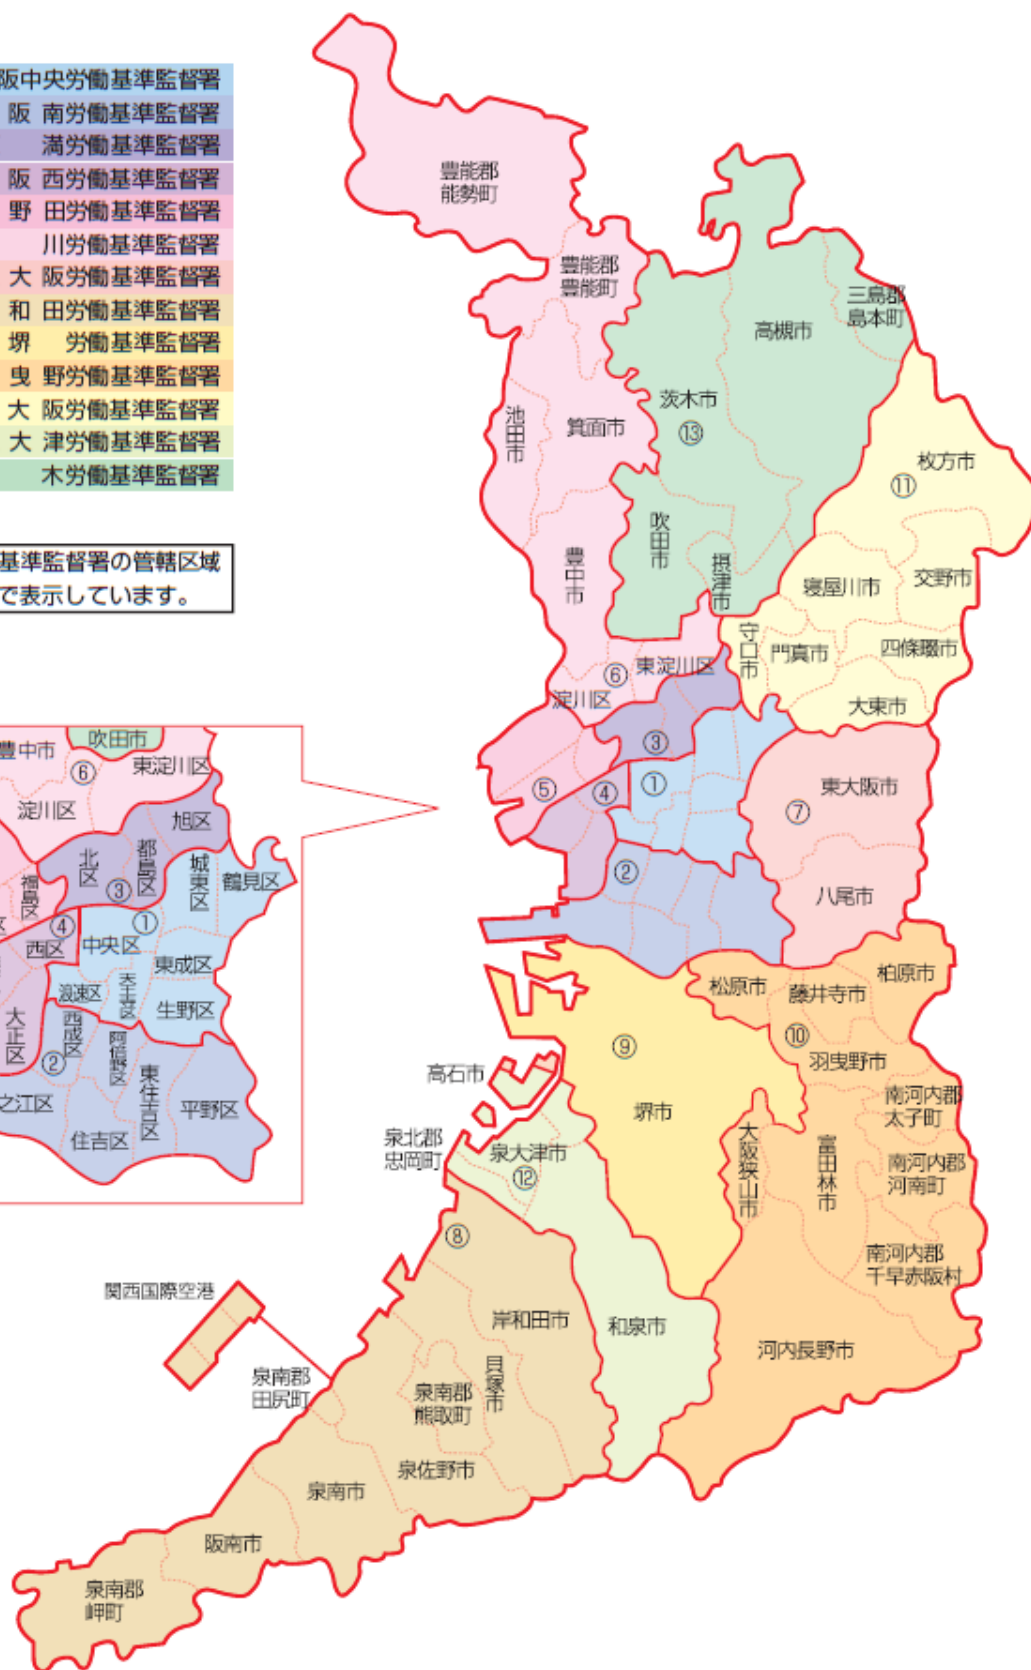 阪中央労働基準監督署
阪 南労働基準監督署
満労働基準監督署
阪 西労働基準監督署
野 田労働基準監督署
川労働基準監督署
大 阪労働基準監督署
和 田労働基準監督署
堺 労働基準監督署
曳 野労働基準監督署
大 阪労働基準監督署
大 津労働基準監督署
木労働基準監督署
基準監督署の管轄区域
で表示しています。
豊能郡
能勢町
豊能郡
豊能町
三島郡
島本町
高槻市
茨木市
⑬
池田市
箕面市
枚方市
⑪
吹田市
摂津市
豊中市
寝屋川市
交野市
守口市
門真市
四條畷市
大東市
⑥
東淀川区
淀川区
③
①
⑤
④
②
東大阪市
⑦
八尾市
豊中市
吹田市
⑥
東淀川区
淀川区
旭区
北区
都島区
③
城東区
鶴見区
福島区
区
④
西区
①
中央区
東成区
浪速区
天王寺区
生野区
大正区
西成区
②
阿倍野区
東住吉区
之江区
住吉区
平野区
松原市
藤井寺市
柏原市
⑩
羽曳野市
⑨
堺市
高石市
泉北郡
忠岡町
泉大津市
⑫
大阪狭山市
富田林市
南河内郡
太子町
南河内郡
河南町
南河内郡
千早赤阪村
河内長野市
和泉市
⑧
岸和田市
貝塚市
関西国際空港
泉南郡
田尻町
泉南郡
熊取町
泉佐野市
泉南市
阪南市
泉南郡
岬町